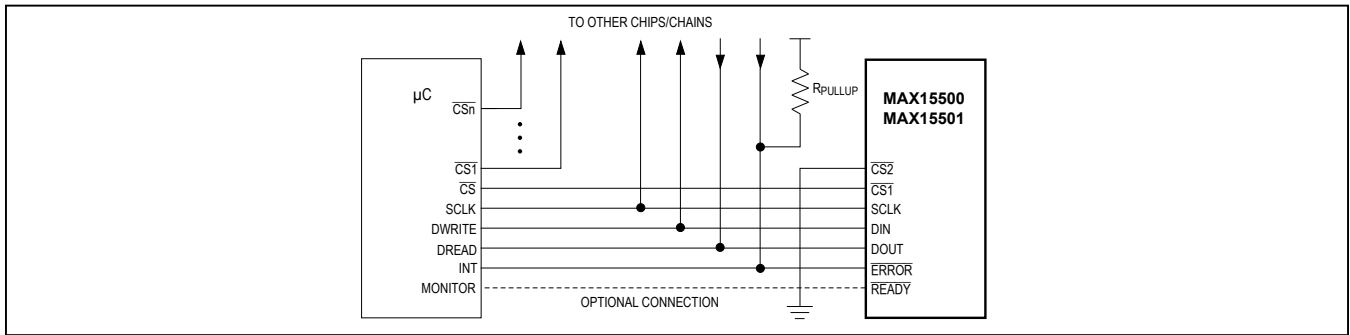 TO OTHER CHIPS/CHAINS
µC
CSn
CS1
CS
SCLK
DWRITE
DREAD
INT
MONITOR
OPTIONAL CONNECTION
RPULLUP
MAX15500
MAX15501
CS2
CS1
SCLK
DIN
DOUT
ERROR
READY